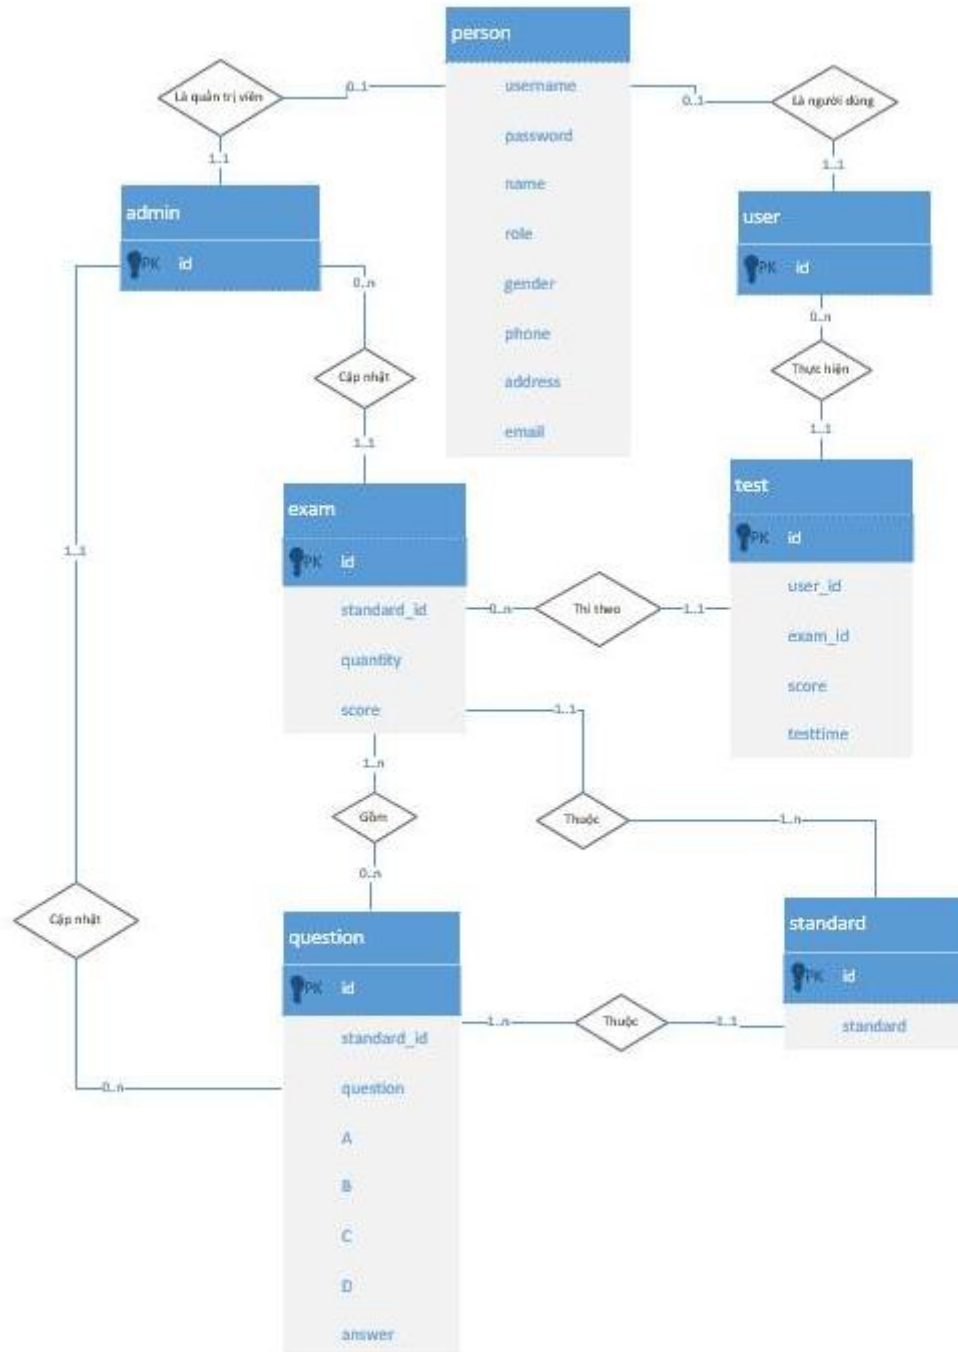 person
username
password
name
role
gender
phone
address
email
Là quản trị viên
0..1
1..1
Là người dùng
0..1
1..1
admin
PK id
user
PK id
0..n
Cập nhật
1..1
0..n
Thực hiện
1..1
exam
PK id
standard_id
quantity
score
test
PK id
user_id
exam_id
score
testtime
0..n
Thi theo
1..1
1..1
Thuộc
1..n
1..n
Gồm
0..n
1..1
Cập nhật
0..n
question
PK id
standard_id
question
A
B
C
D
answer
1..n
Thuộc
1..1
standard
PK id
standard